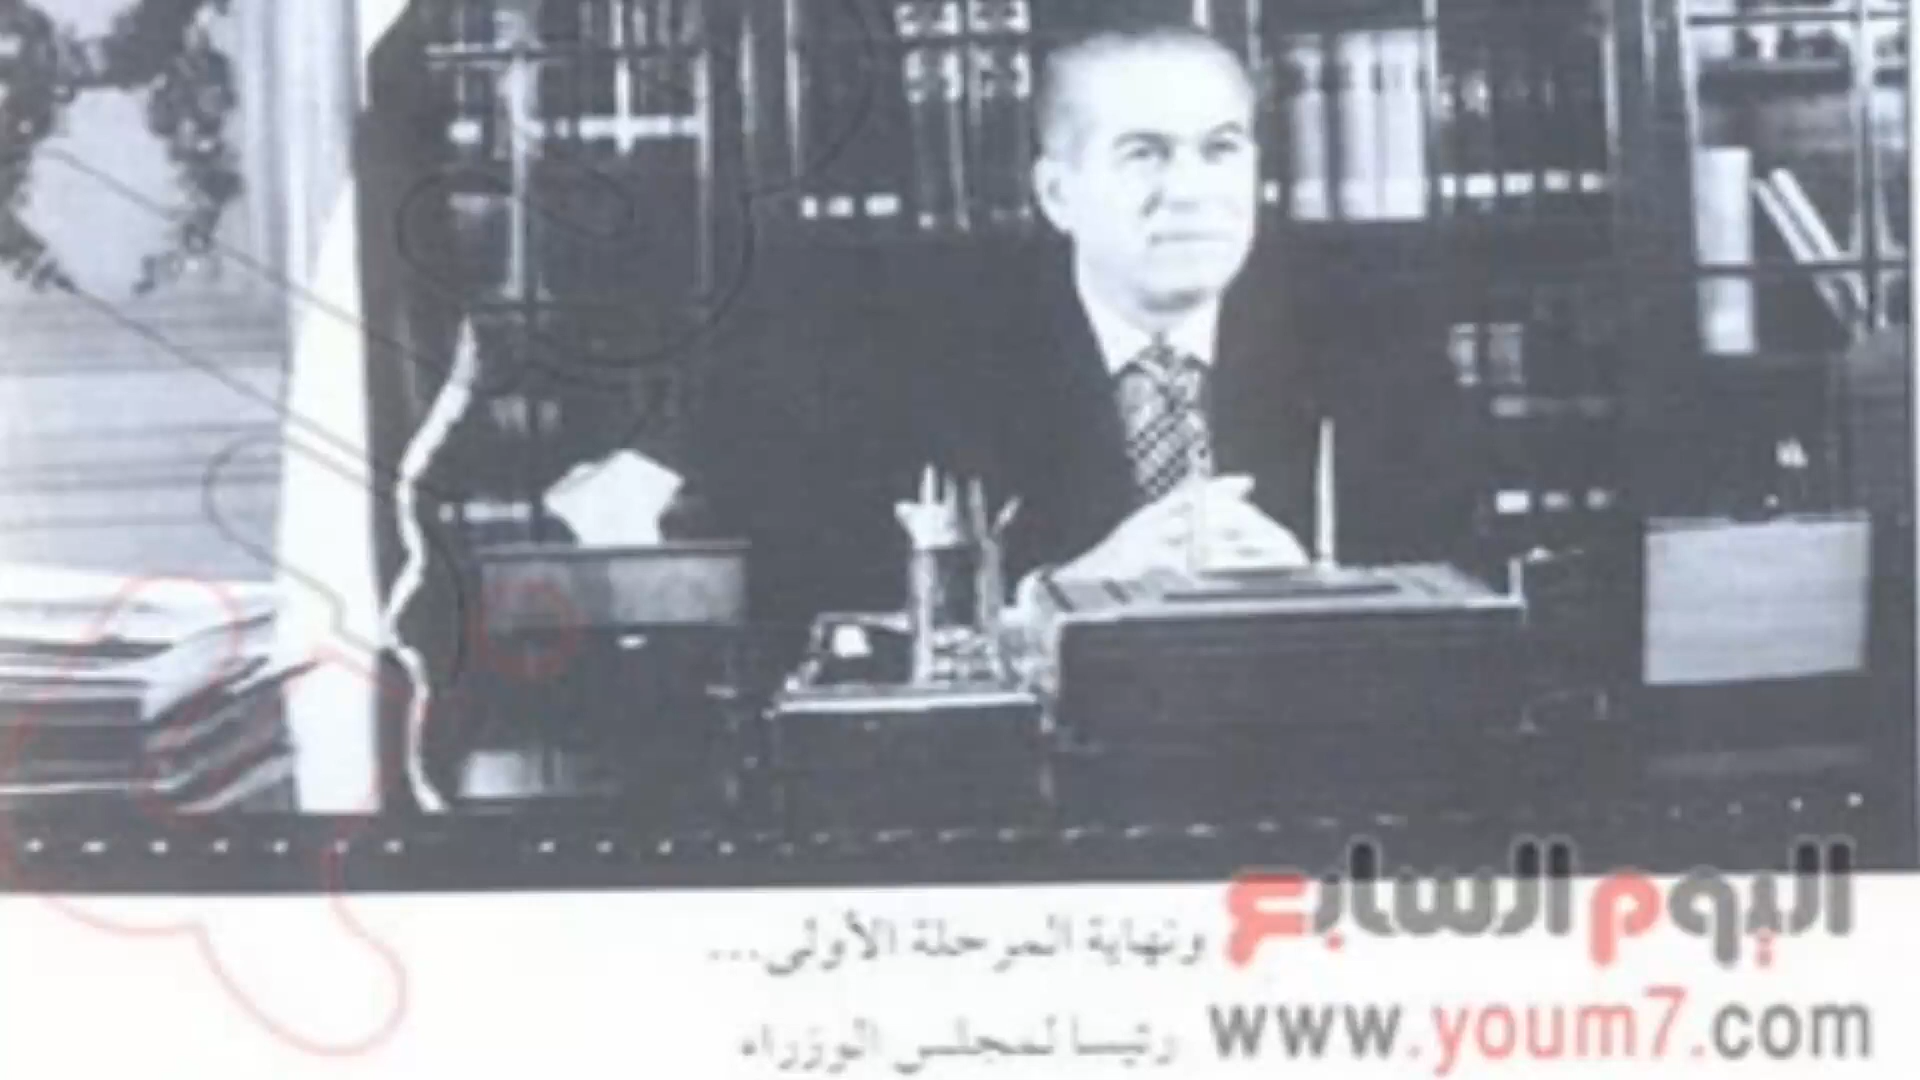 ونهاية المرحلة الأولى...
رئيسا لمجلس الوزراء
اليوم السابع
www.youm7.com